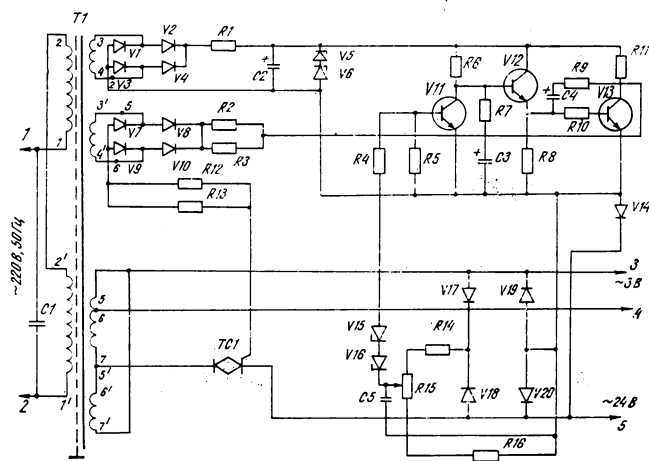 T1
2
3
V1
V2
R1
4
2
V3
V4
C2
+
V5
V6
R6
V12
R11
V11
R7
R9
C4
+
V13
R10
3'
5
V7
V8
R2
4'
6
V9
V10
R3
R12
R13
R4
R5
C3
+
R8
V14
1
1
~220В, 50Гц
C1
2'
5
6
7
5'
6'
7'
TC1
V15
V16
R14
R15
C5
V17
V19
V18
V20
R16
3
~3В
4
~24В
5
2
1'